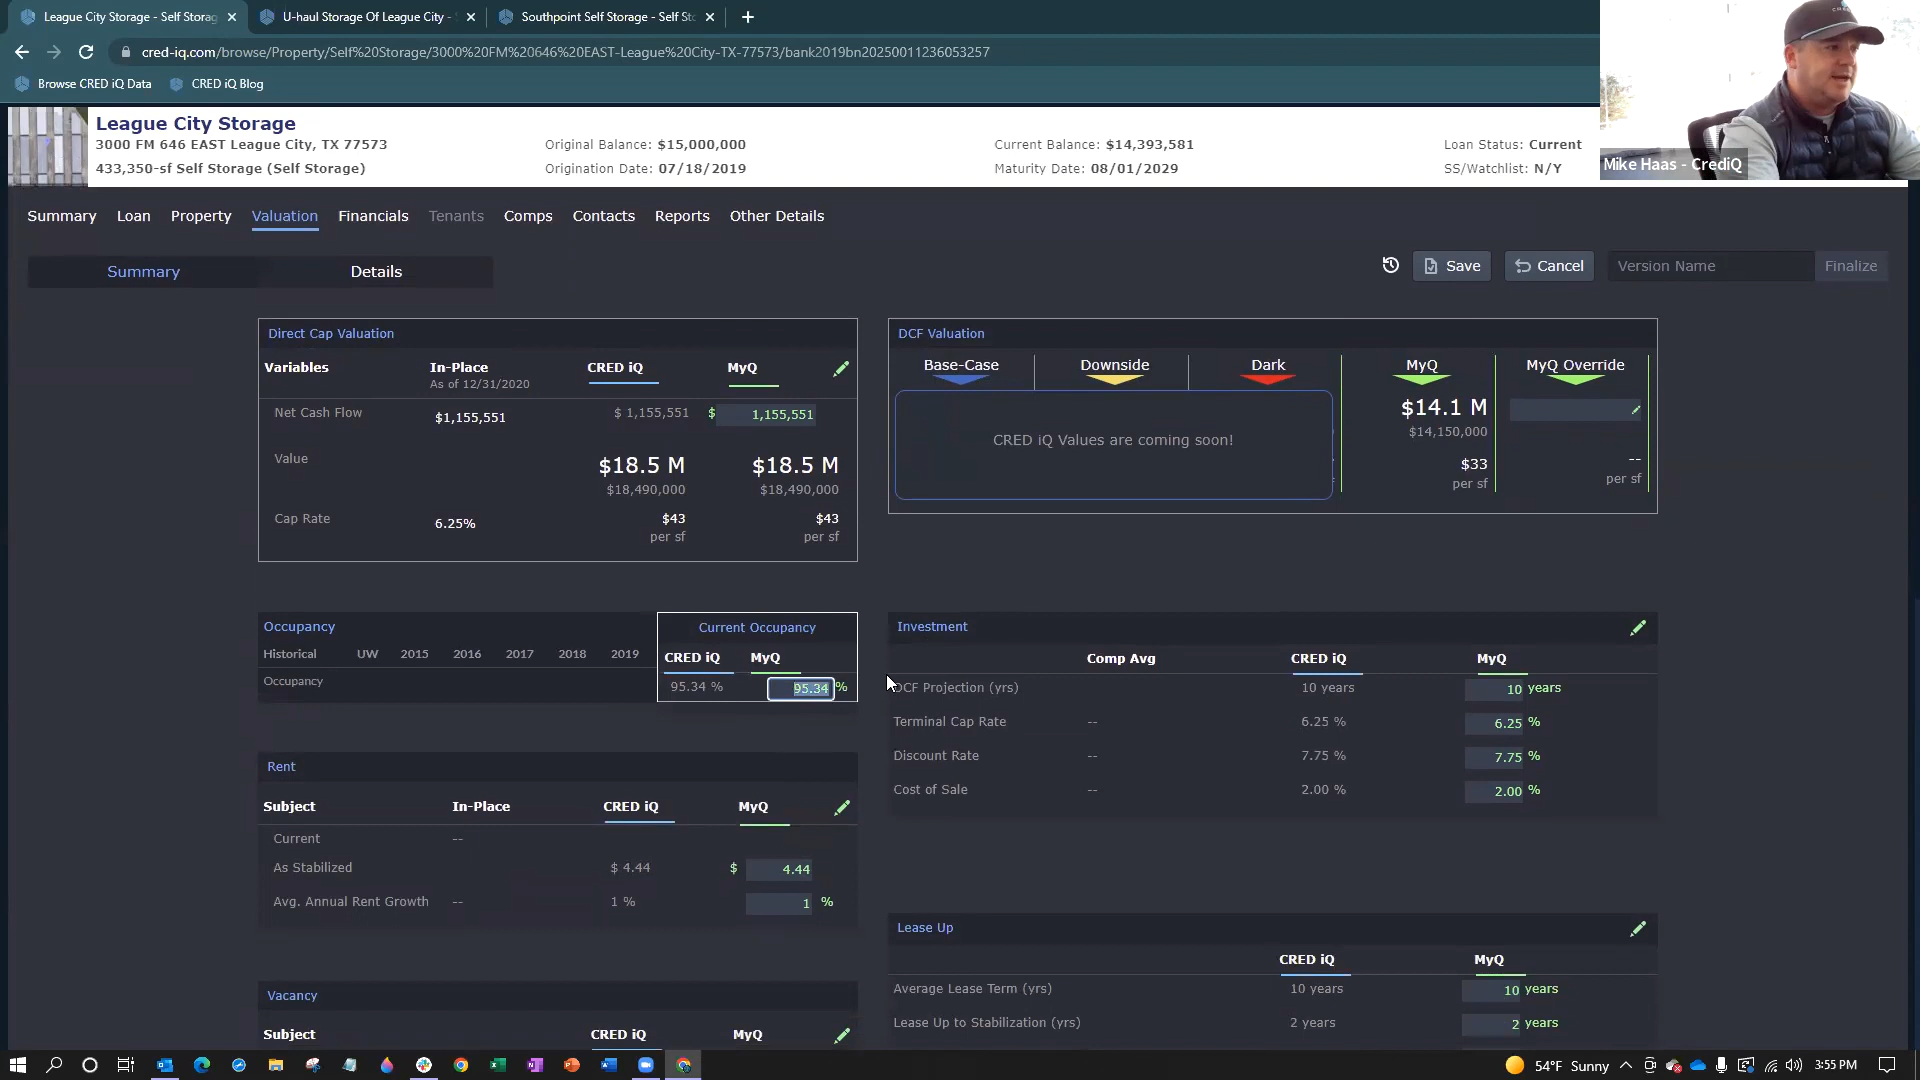 League City Storage - Self Storag
U-haul Storage Of League City -
Southpoint Self Storage - Self Sto
cred-iq.com/browse/Property/Self%20Storage/3000%20FM%20646%20EAST-League%20City-TX-77573/bank2019bn20250011236053257
Browse CRED iQ Data
CRED iQ Blog
League City Storage
3000 FM 646 EAST League City, TX 77573
433,350-sf Self Storage (Self Storage)
Original Balance: $15,000,000
Origination Date: 07/18/2019
Current Balance: $14,393,581
Maturity Date: 08/01/2029
Loan Status: Current
SS/Watchlist: N/Y
Mike Haas - CrediQ
Summary Loan Property Valuation Financials Tenants Comps Contacts Reports Other Details
Summary Details
Save Cancel Version Name Finalize
Direct Cap Valuation
Variables In-Place CRED iQ MyQ
As of 12/31/2020
Net Cash Flow $1,155,551 $ 1,155,551 $ 1,155,551
Value $18.5 M $18.5 M
$18,490,000 $18,490,000
Cap Rate 6.25% $43 $43
per sf per sf
DCF Valuation
Base-Case Downside Dark MyQ MyQ Override
CRED iQ Values are coming soon!
$14.1 M
$14,150,000
$33 --
per sf per sf
Occupancy
Historical UW 2015 2016 2017 2018 2019
Occupancy
Current Occupancy
CRED iQ MyQ
95.34 % 95.34 %
Investment
Comp Avg CRED iQ MyQ
DCF Projection (yrs) 10 years 10 years
Terminal Cap Rate -- 6.25 % 6.25 %
Discount Rate -- 7.75 % 7.75 %
Cost of Sale -- 2.00 % 2.00 %
Rent
Subject In-Place CRED iQ MyQ
Current --
As Stabilized $ 4.44 $ 4.44
Avg. Annual Rent Growth -- 1 % 1 %
Lease Up
CRED iQ MyQ
Average Lease Term (yrs) 10 years 10 years
Lease Up to Stabilization (yrs) 2 years 2 years
Vacancy
Subject CRED iQ MyQ
54°F Sunny 3:55 PM